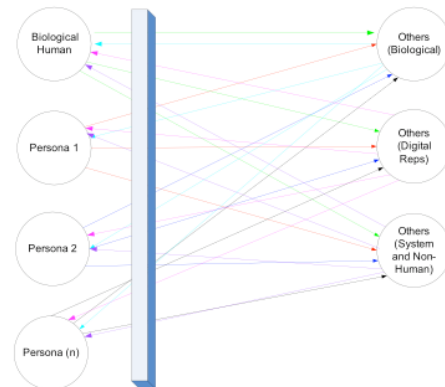 Biological
Human
Persona 1
Persona 2
Persona (n)
Others
(Biological)
Others
(Digital
Reps)
Others
(System
and Non-
Human)